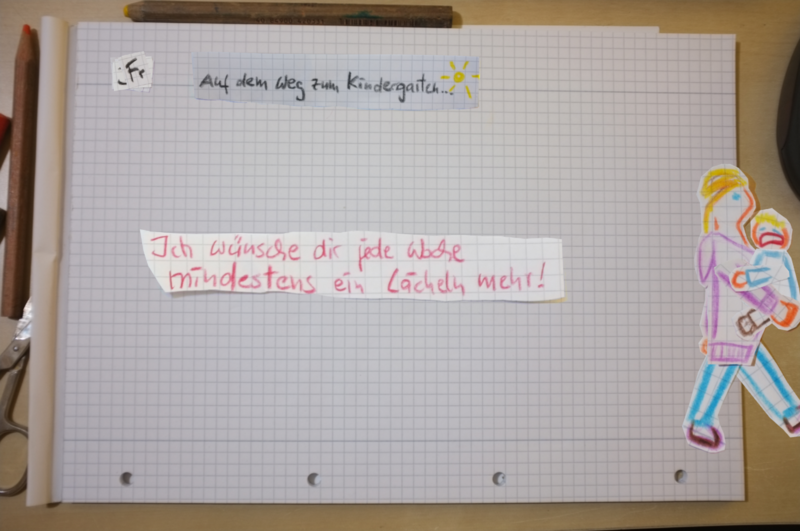 :Fr
Auf dem Weg zum Kindergarten...
Ich wünsche dir jede Woche
mindestens ein Lächeln mehr!